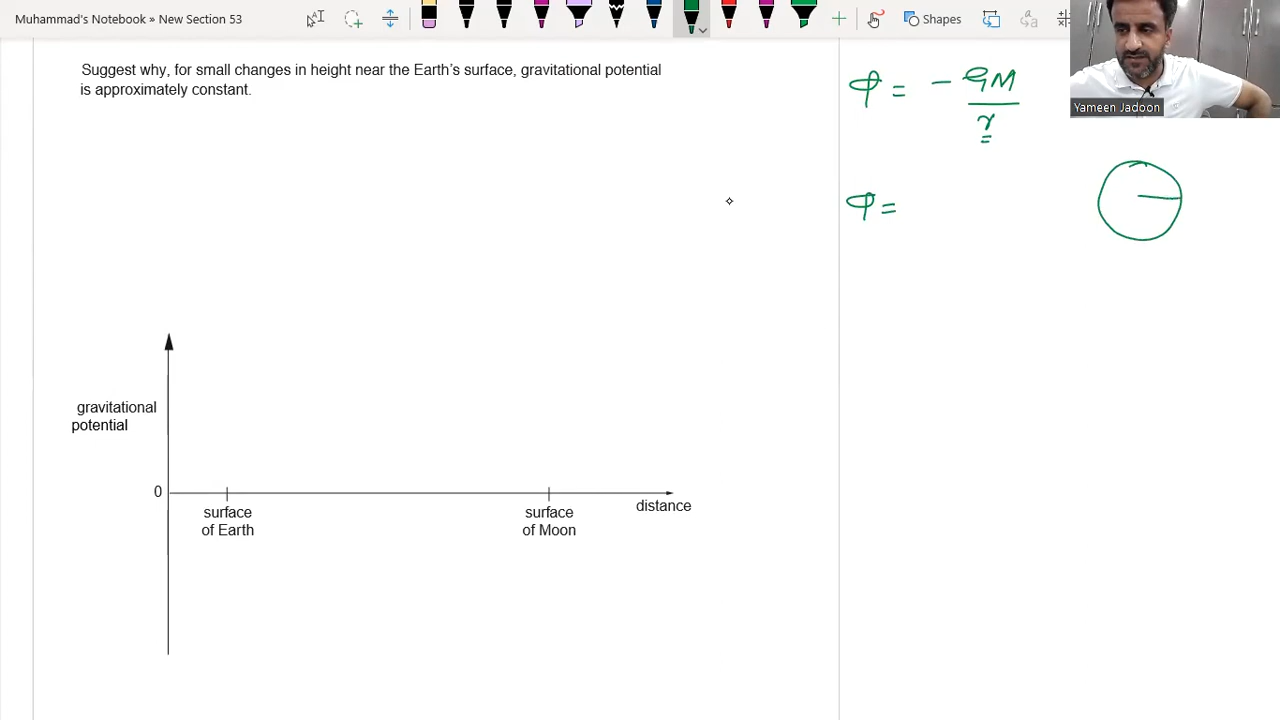 Muhammad's Notebook » New Section 53
Shapes
Yameen Jadoon
Suggest why, for small changes in height near the Earth's surface, gravitational potential
is approximately constant.
φ = - GM
r
φ =
gravitational
potential
0
surface
of Earth
surface
of Moon
distance